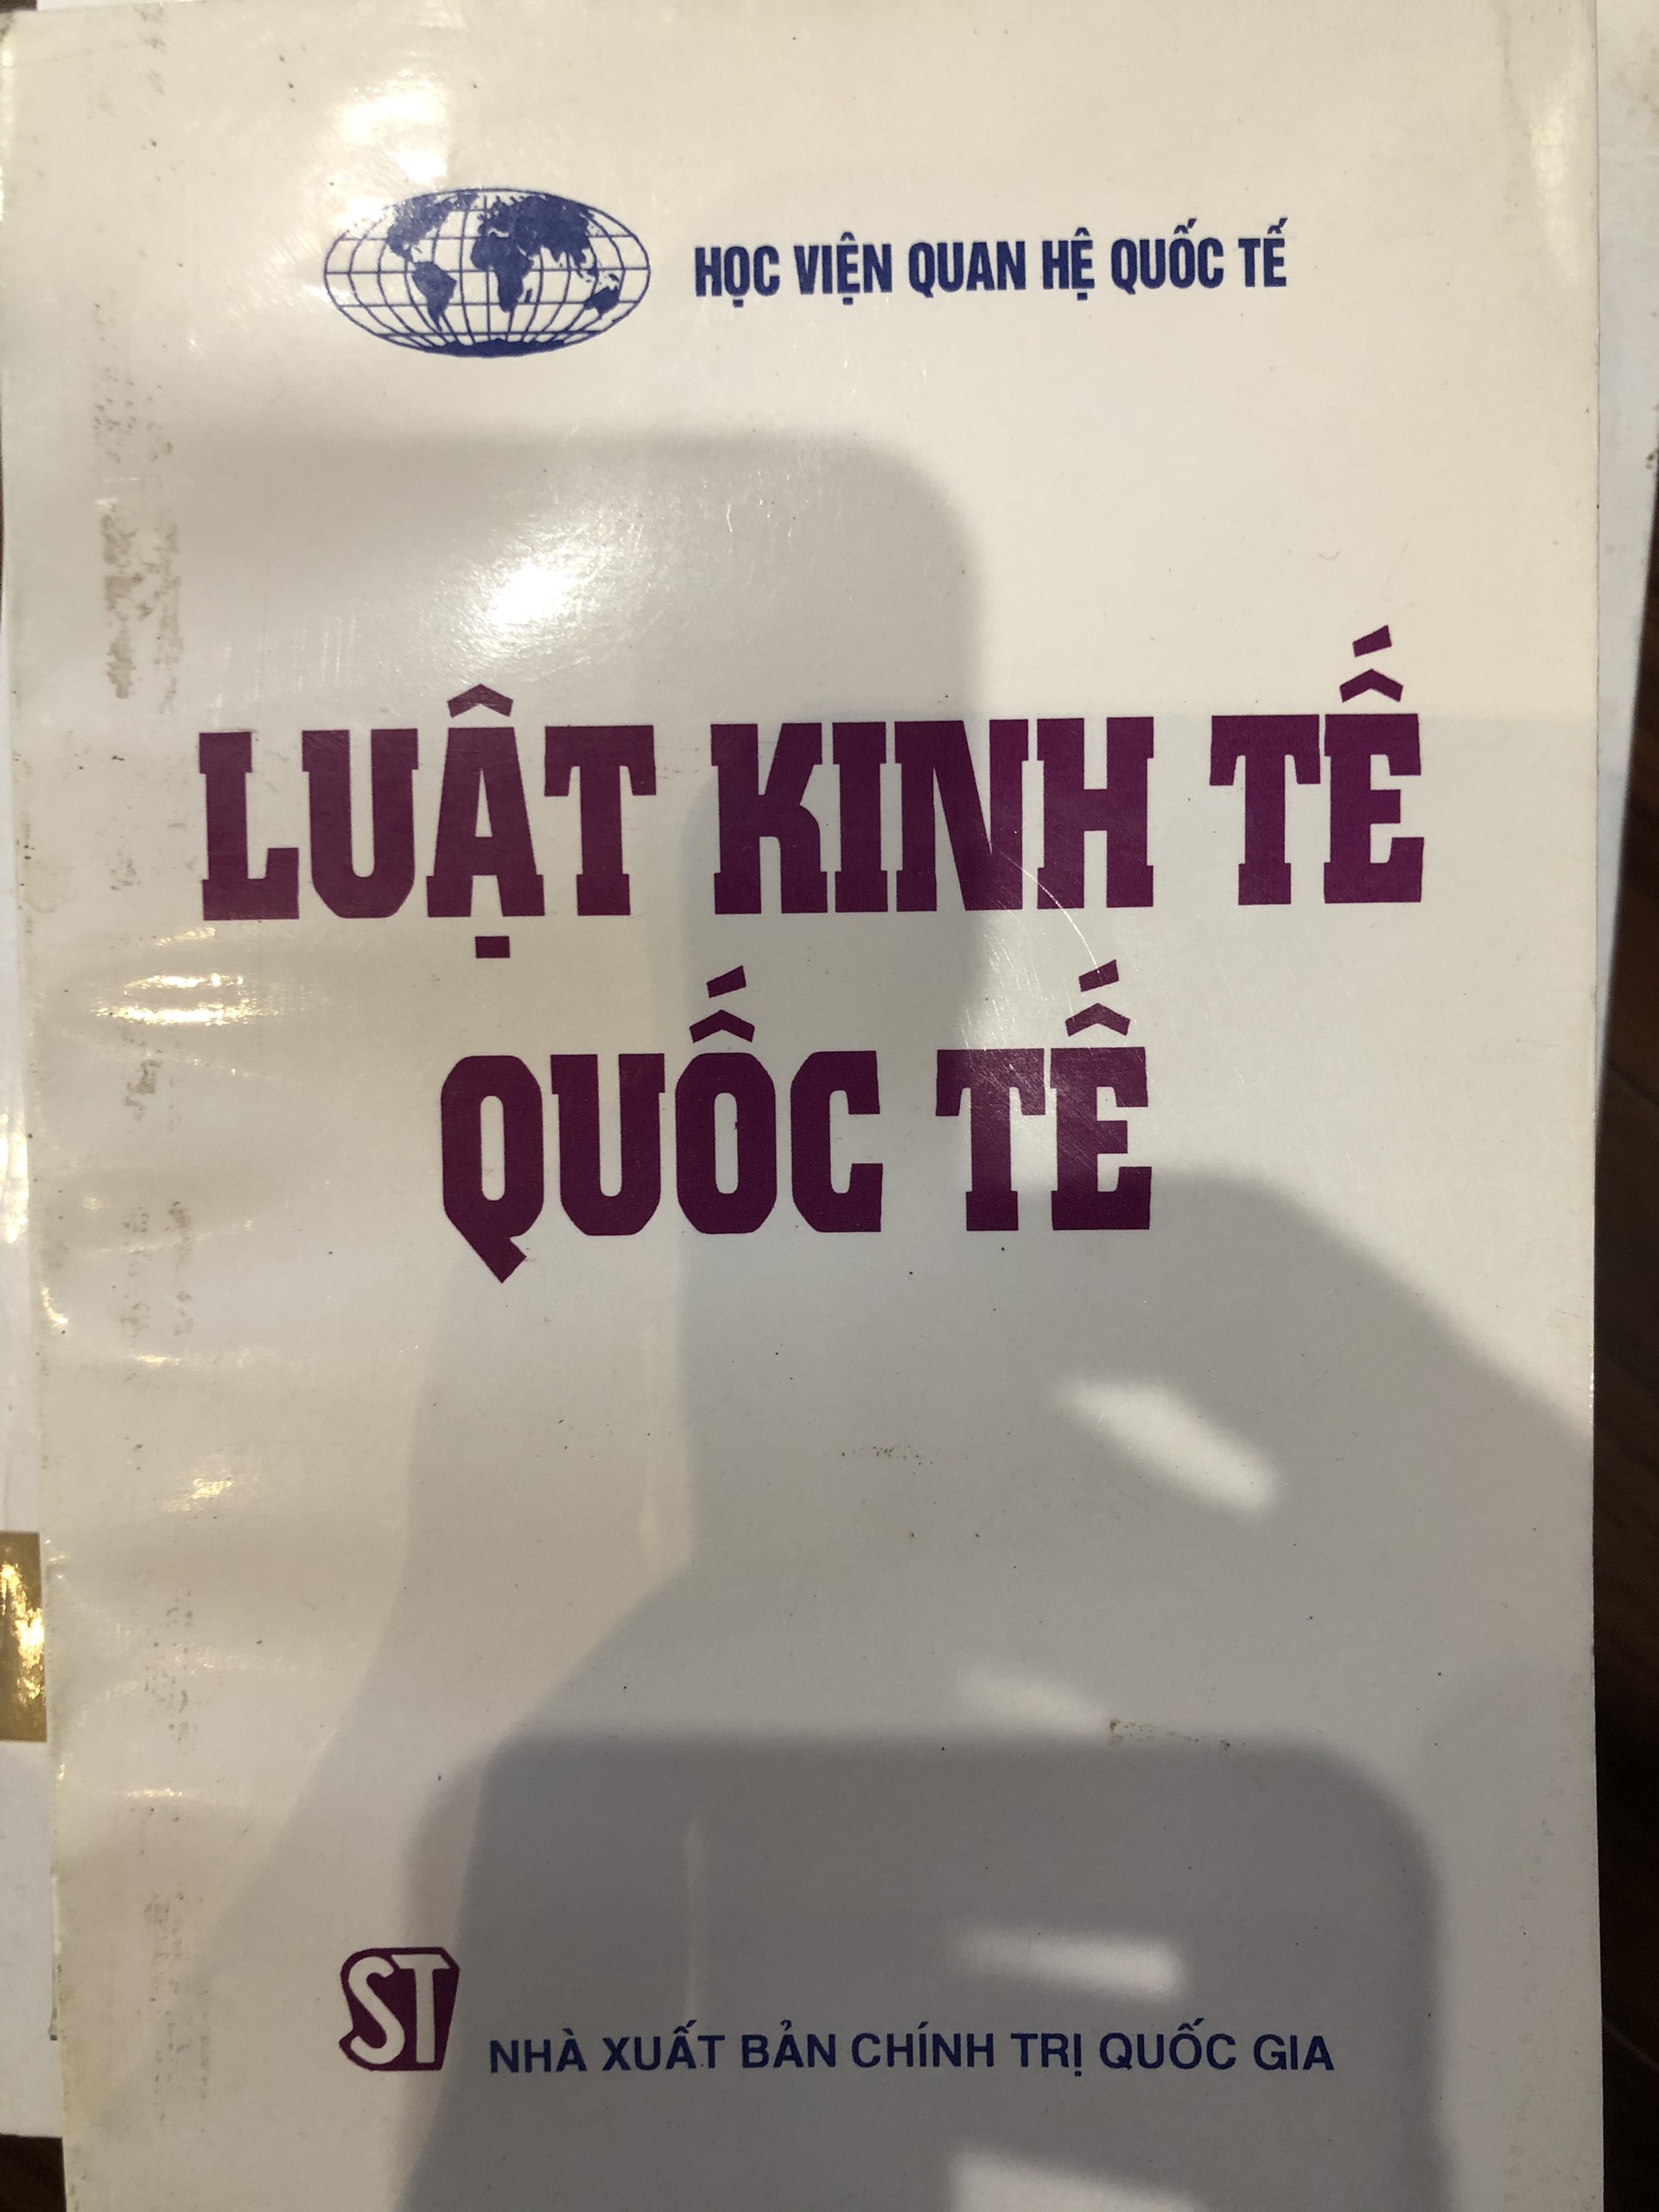 HỌC VIỆN QUAN HỆ QUỐC TẾ
LUẬT KINH TẾ
QUỐC TẾ
ST
NHÀ XUẤT BẢN CHÍNH TRỊ QUỐC GIA